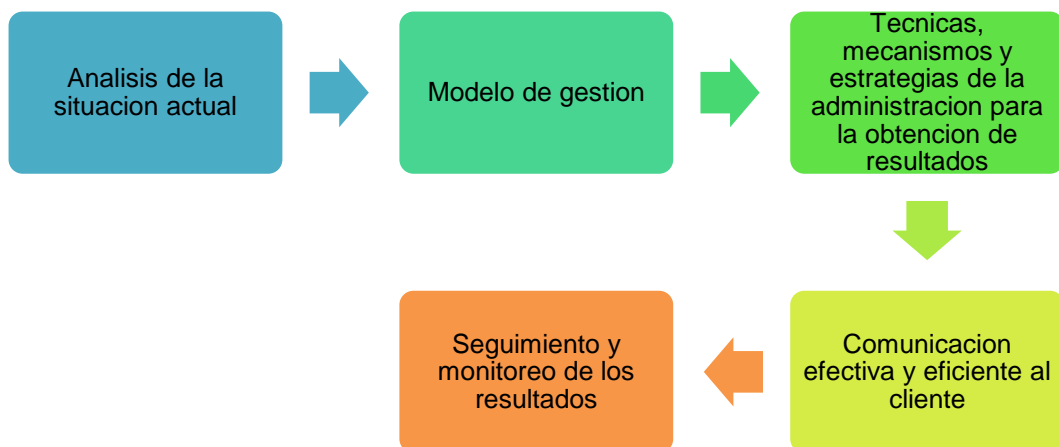 Analisis de la
situacion actual
Modelo de gestion
Tecnicas,
mecanismos y
estrategias de la
administracion para
la obtencion de
resultados
Comunicacion
efectiva y eficiente al
cliente
Seguimiento y
monitoreo de los
resultados